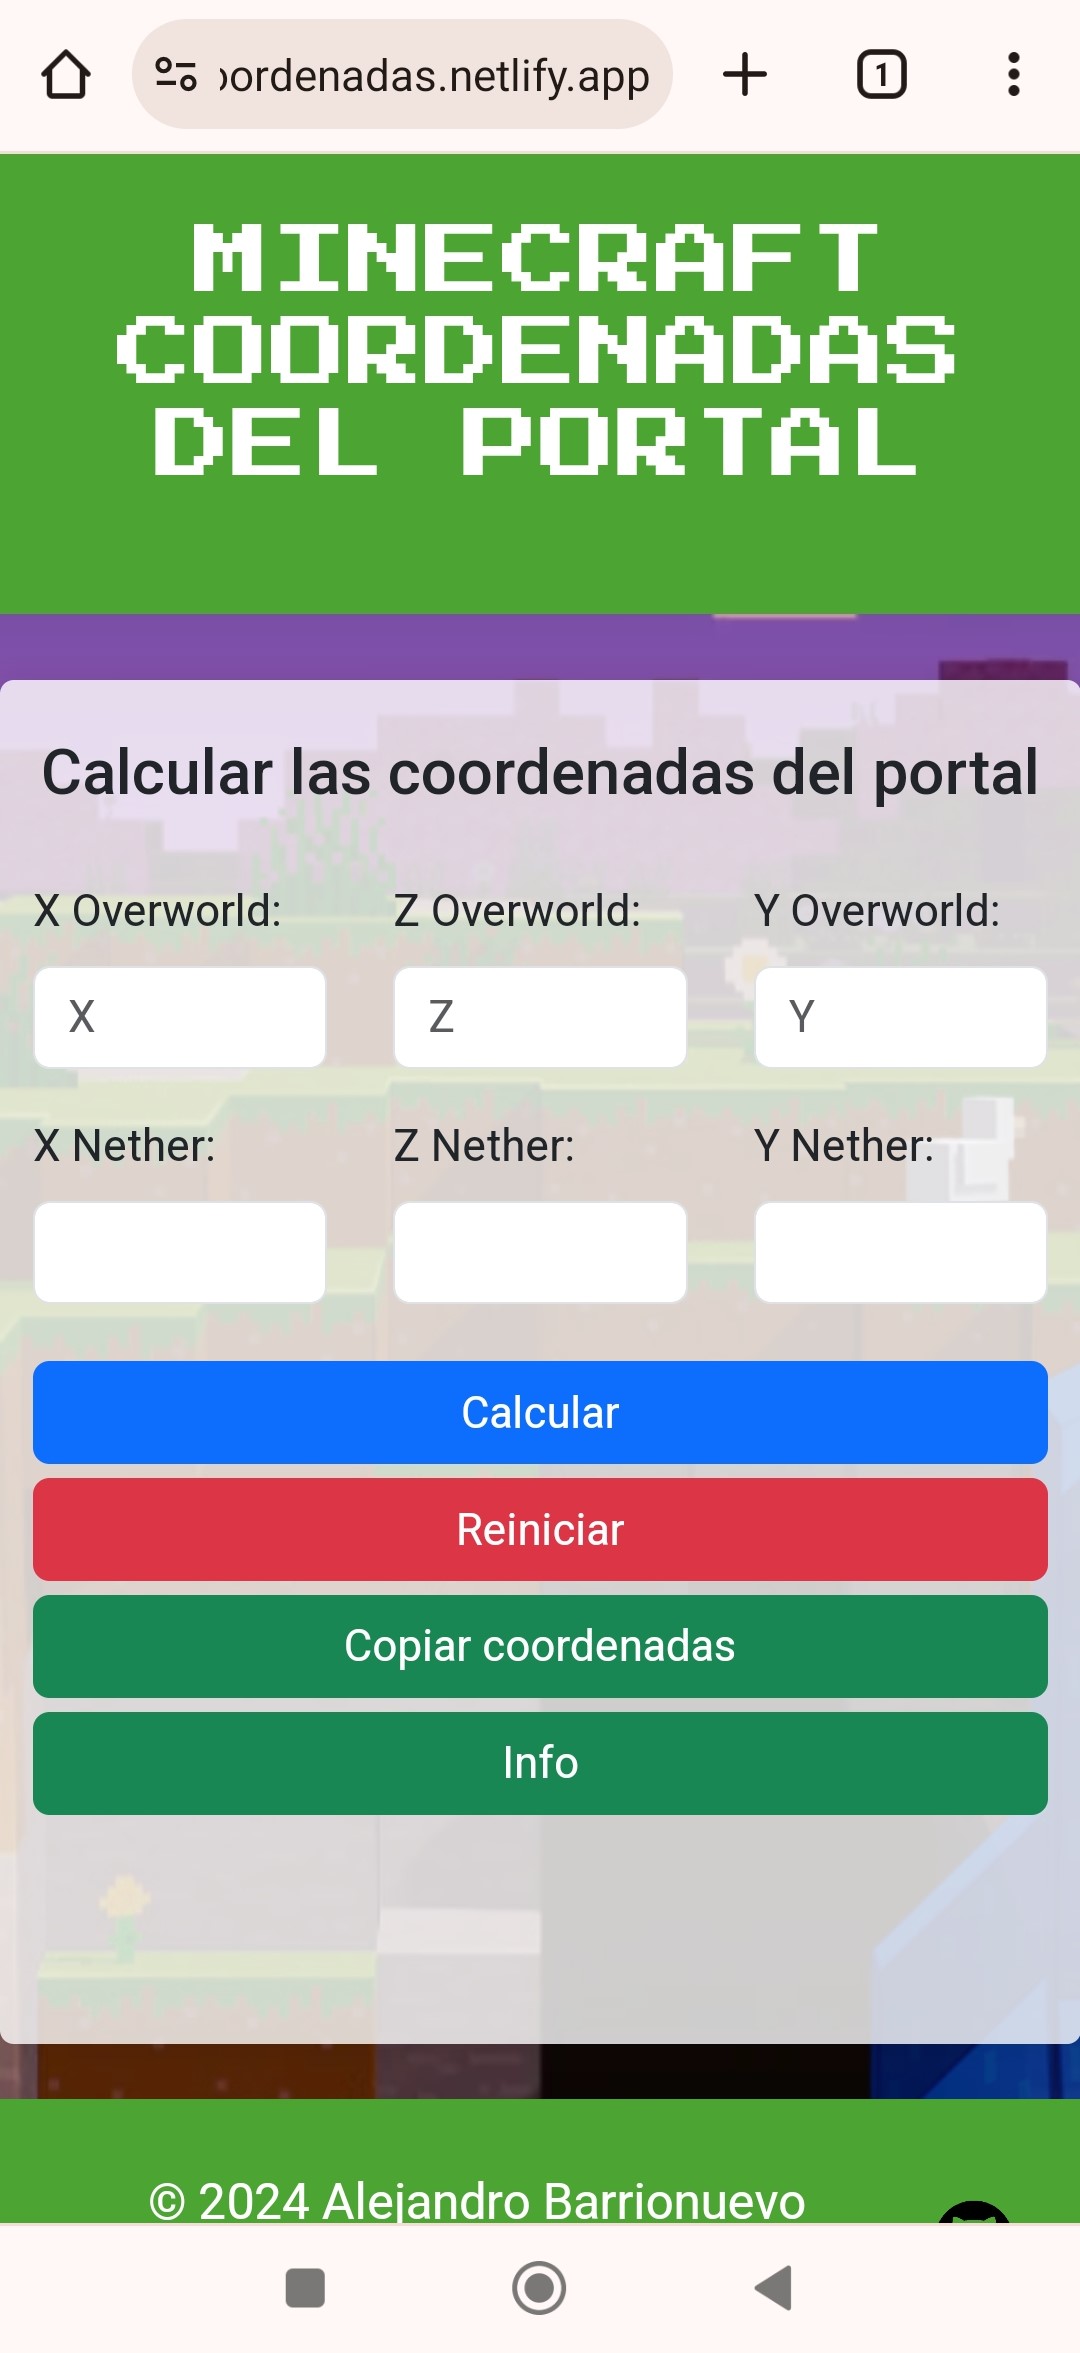 oordenadas.netlify.app
1
MINECRAFT
COORDENADAS
DEL PORTAL
Calcular las coordenadas del portal
X Overworld: Z Overworld: Y Overworld:
X Z Y
X Nether: Z Nether: Y Nether:
Calcular
Reiniciar
Copiar coordenadas
Info
© 2024 Alejandro Barrionuevo